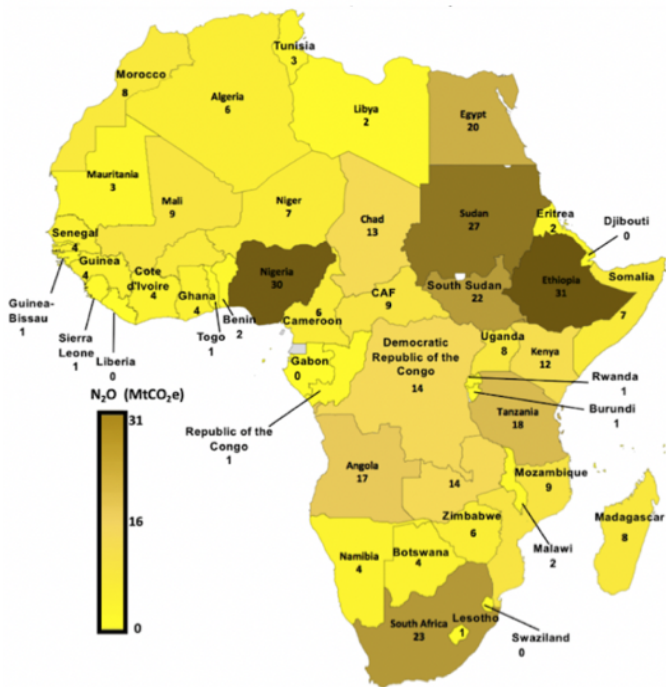 Tunisia
3
Morocco
8
Algeria
6
Libya
2
Egypt
20
Mauritania
3
Mali
9
Niger
7
Chad
13
Sudan
27
Eritrea
2
Djibouti
0
Senegal
4
Guinea
4
Cote
d'Ivoire
4
Ghana
4
Nigeria
30
Benin
2
Togo
1
Guinea-
Bissau
1
Sierra
Leone
1
Liberia
0
6
Cameroon
CAF
9
South Sudan
22
Ethiopia
31
Somalia
7
Gabon
0
Democratic
Republic of the
Congo
14
Uganda
8
Kenya
12
Rwanda
1
Burundi
1
Republic of the
Congo
1
Tanzania
18
Angola
17
14
Mozambique
9
Malawi
2
Zimbabwe
6
Madagascar
8
Namibia
4
Botswana
4
South Africa
23
Lesotho
1
Swaziland
0
N₂O (MtCO₂e)
31
16
0